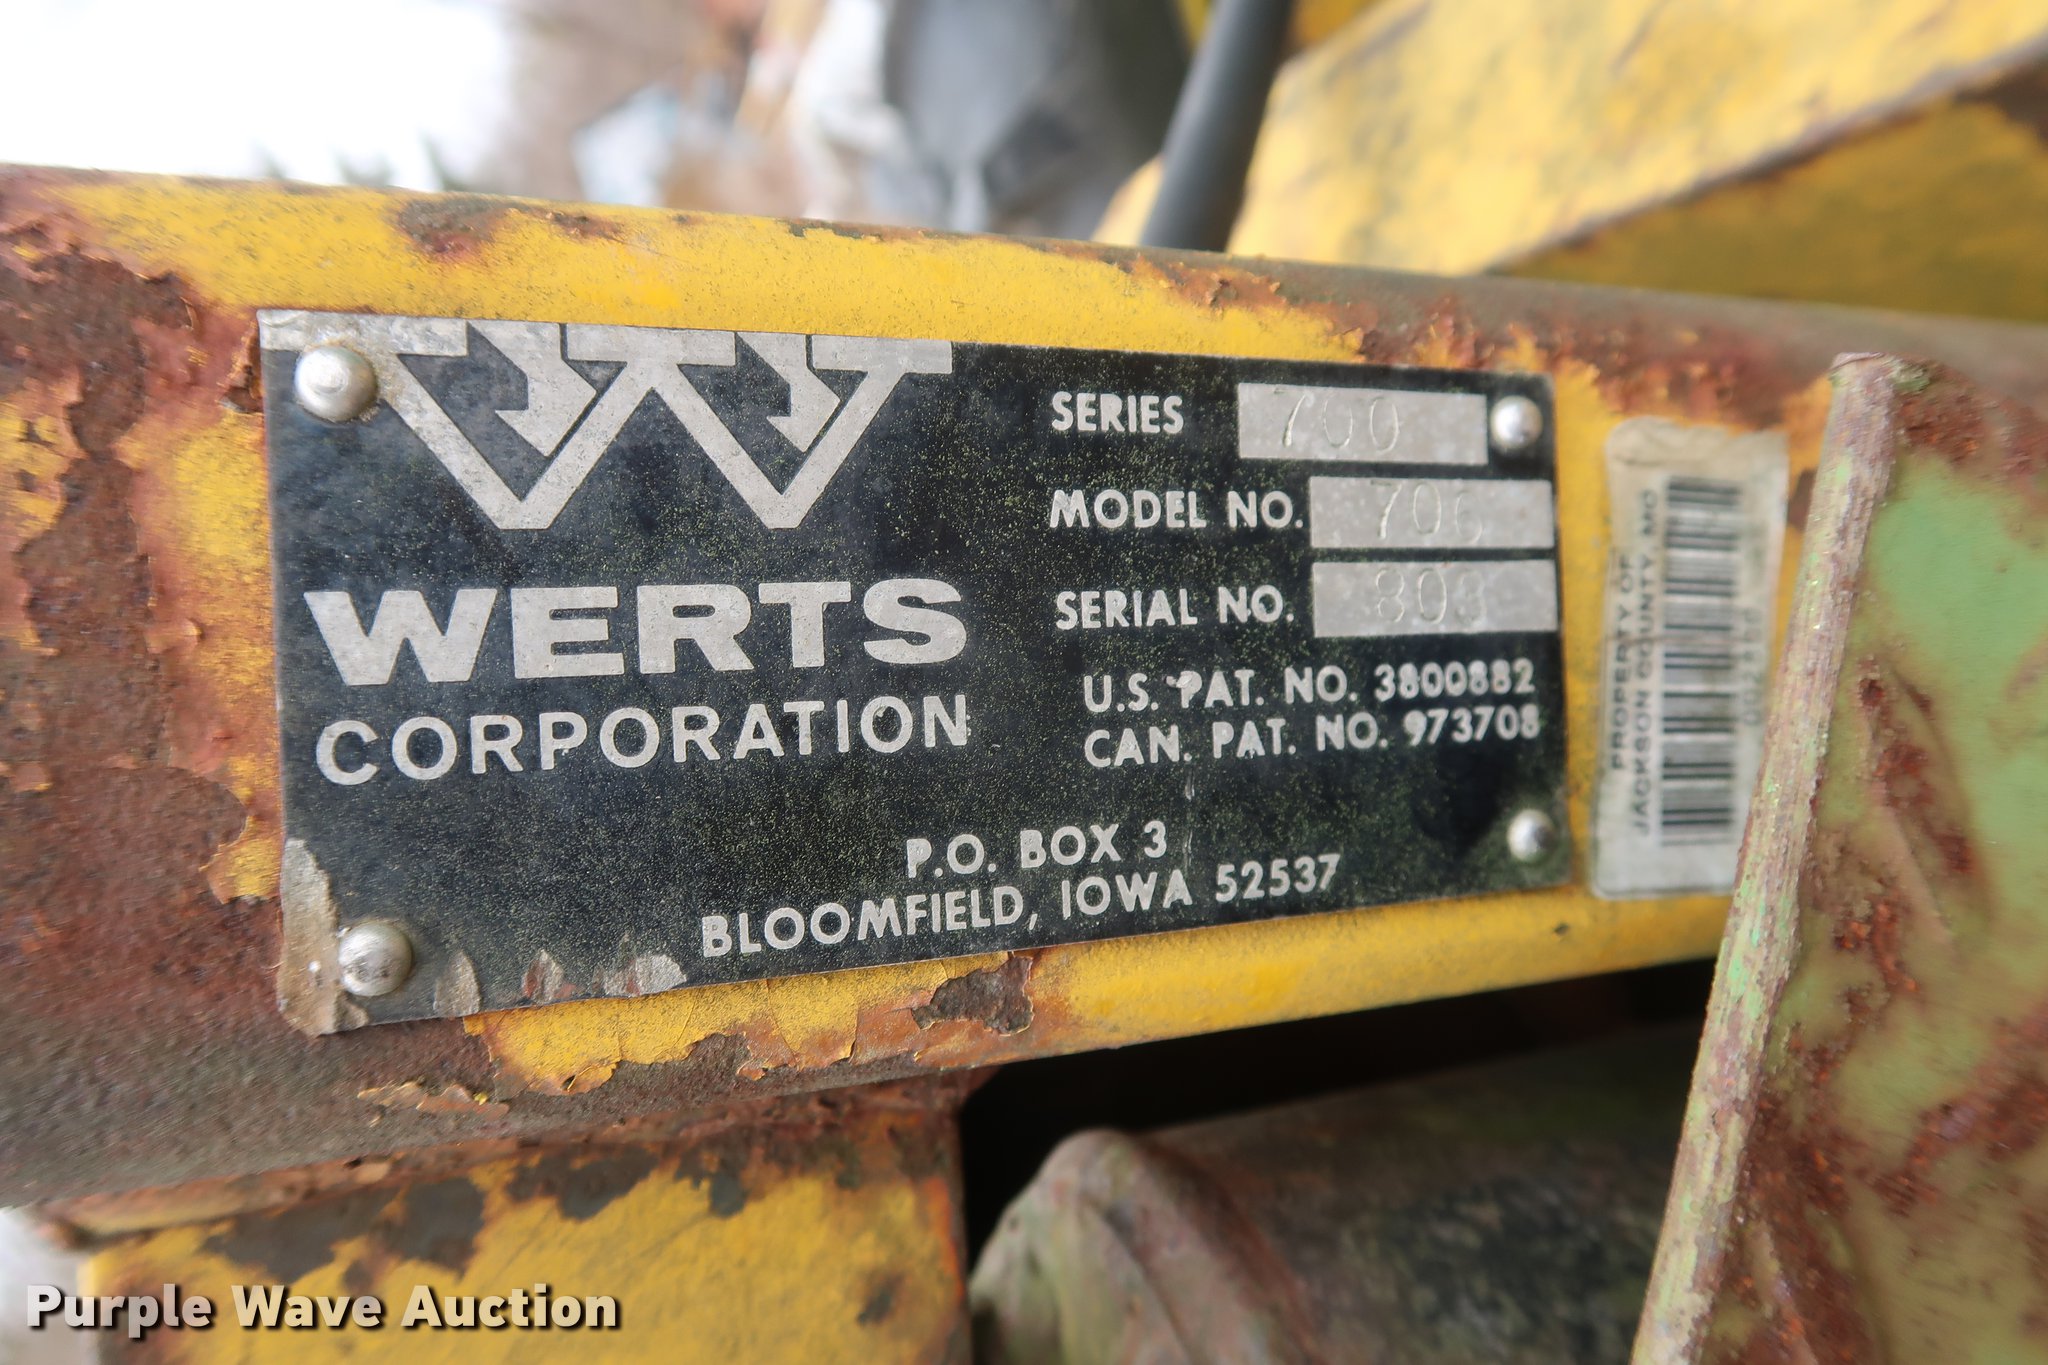 WERTS
CORPORATION
SERIES 700
MODEL NO. 706
SERIAL NO. 808
U.S. PAT. NO. 3800882
CAN. PAT. NO. 973708
P.O. BOX 3
BLOOMFIELD, IOWA 52537
PROPERTY OF
JACKSON COUNTY, MO
Purple Wave Auction